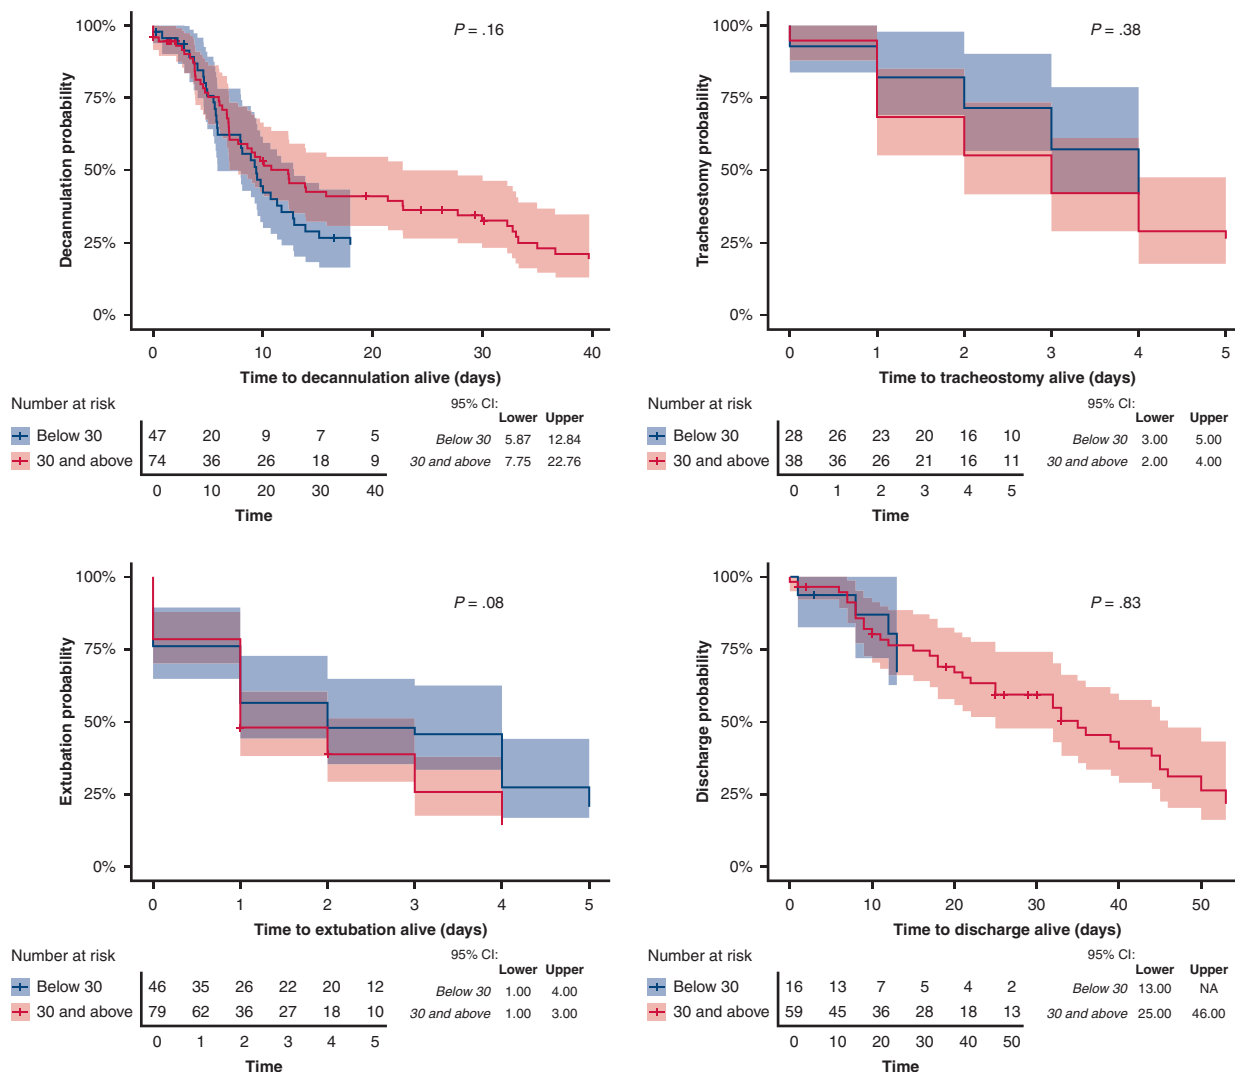 100%
75%
50%
25%
0%
Decannulation probability
P = .16
0 10 20 30 40
Time to decannulation alive (days)
Number at risk
95% CI:
Lower Upper
Below 30 47 20 9 7 5 Below 30 5.87 12.84
30 and above 74 36 26 18 9 30 and above 7.75 22.76
0 10 20 30 40
Time
100%
75%
50%
25%
0%
Tracheostomy probability
P = .38
0 1 2 3 4 5
Time to tracheostomy alive (days)
Number at risk
95% CI:
Lower Upper
Below 30 28 26 23 20 16 10 Below 30 3.00 5.00
30 and above 38 36 26 21 16 11 30 and above 2.00 4.00
0 1 2 3 4 5
Time
100%
75%
50%
25%
0%
Extubation probability
P = .08
0 1 2 3 4 5
Time to extubation alive (days)
Number at risk
95% CI:
Lower Upper
Below 30 46 35 26 22 20 12 Below 30 1.00 4.00
30 and above 79 62 36 27 18 10 30 and above 1.00 3.00
0 1 2 3 4 5
Time
100%
75%
50%
25%
0%
Discharge probability
P = .83
0 10 20 30 40 50
Time to discharge alive (days)
Number at risk
95% CI:
Lower Upper
Below 30 16 13 7 5 4 2 Below 30 13.00 NA
30 and above 59 45 36 28 18 13 30 and above 25.00 46.00
0 10 20 30 40 50
Time